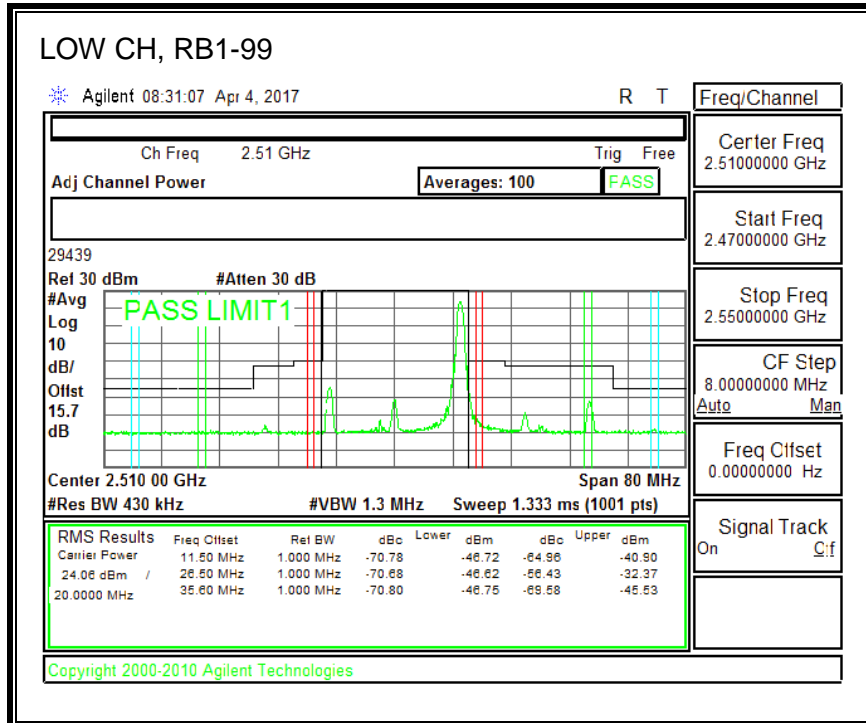 LOW CH, RB1-99
Agilent 08:31:07 Apr 4, 2017 R T
Freq/Channel
Ch Freq 2.51 GHz Trig Free
Adj Channel Power Averages: 100 PASS
Center Freq
2.51000000 GHz
Start Freq
2.47000000 GHz
Stop Freq
2.55000000 GHz
CF Step
8.00000000 MHz
Auto Man
Freq Offset
0.00000000 Hz
Signal Track
On Off
29439
Ref 30 dBm #Atten 30 dB
#Avg
Log
10
dB/
Offst
15.7
dB
PASS LIMIT1
Center 2.510 00 GHz Span 80 MHz
#Res BW 430 kHz #VBW 1.3 MHz Sweep 1.333 ms (1001 pts)
RMS Results Freq Offset Ref BW dBc Lower dBm dBc Upper dBm
Carrier Power 11.50 MHz 1.000 MHz -70.78 -46.72 -64.96 -40.90
24.06 dBm / 26.50 MHz 1.000 MHz -70.68 -46.62 -56.43 -32.37
20.0000 MHz 35.60 MHz 1.000 MHz -70.80 -46.75 -69.58 -45.53
Copyright 2000-2010 Agilent Technologies